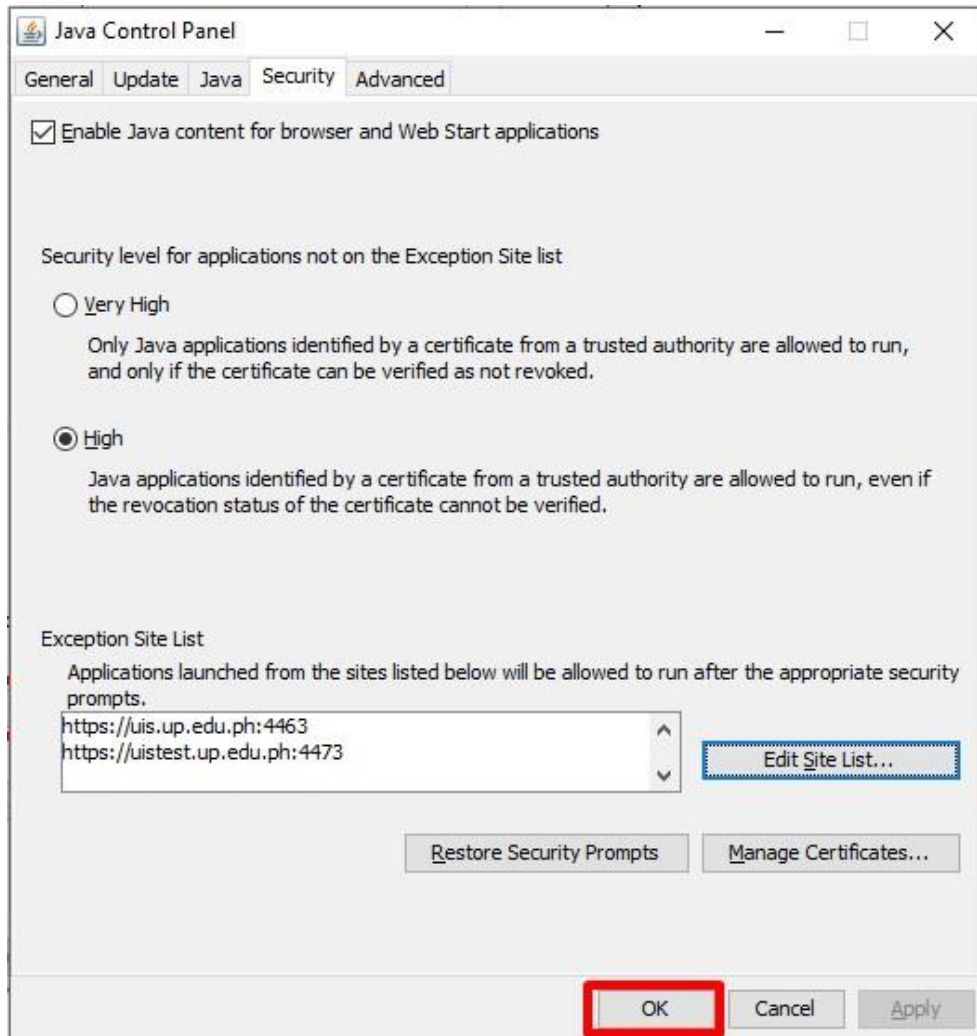 Java Control Panel
General Update Java Security Advanced
Enable Java content for browser and Web Start applications
Security level for applications not on the Exception Site list
Very High
Only Java applications identified by a certificate from a trusted authority are allowed to run,
and only if the certificate can be verified as not revoked.
High
Java applications identified by a certificate from a trusted authority are allowed to run, even if
the revocation status of the certificate cannot be verified.
Exception Site List
Applications launched from the sites listed below will be allowed to run after the appropriate security
prompts.
https://uis.up.edu.ph:4463
https://uistest.up.edu.ph:4473
Edit Site List...
Restore Security Prompts Manage Certificates...
OK Cancel Apply